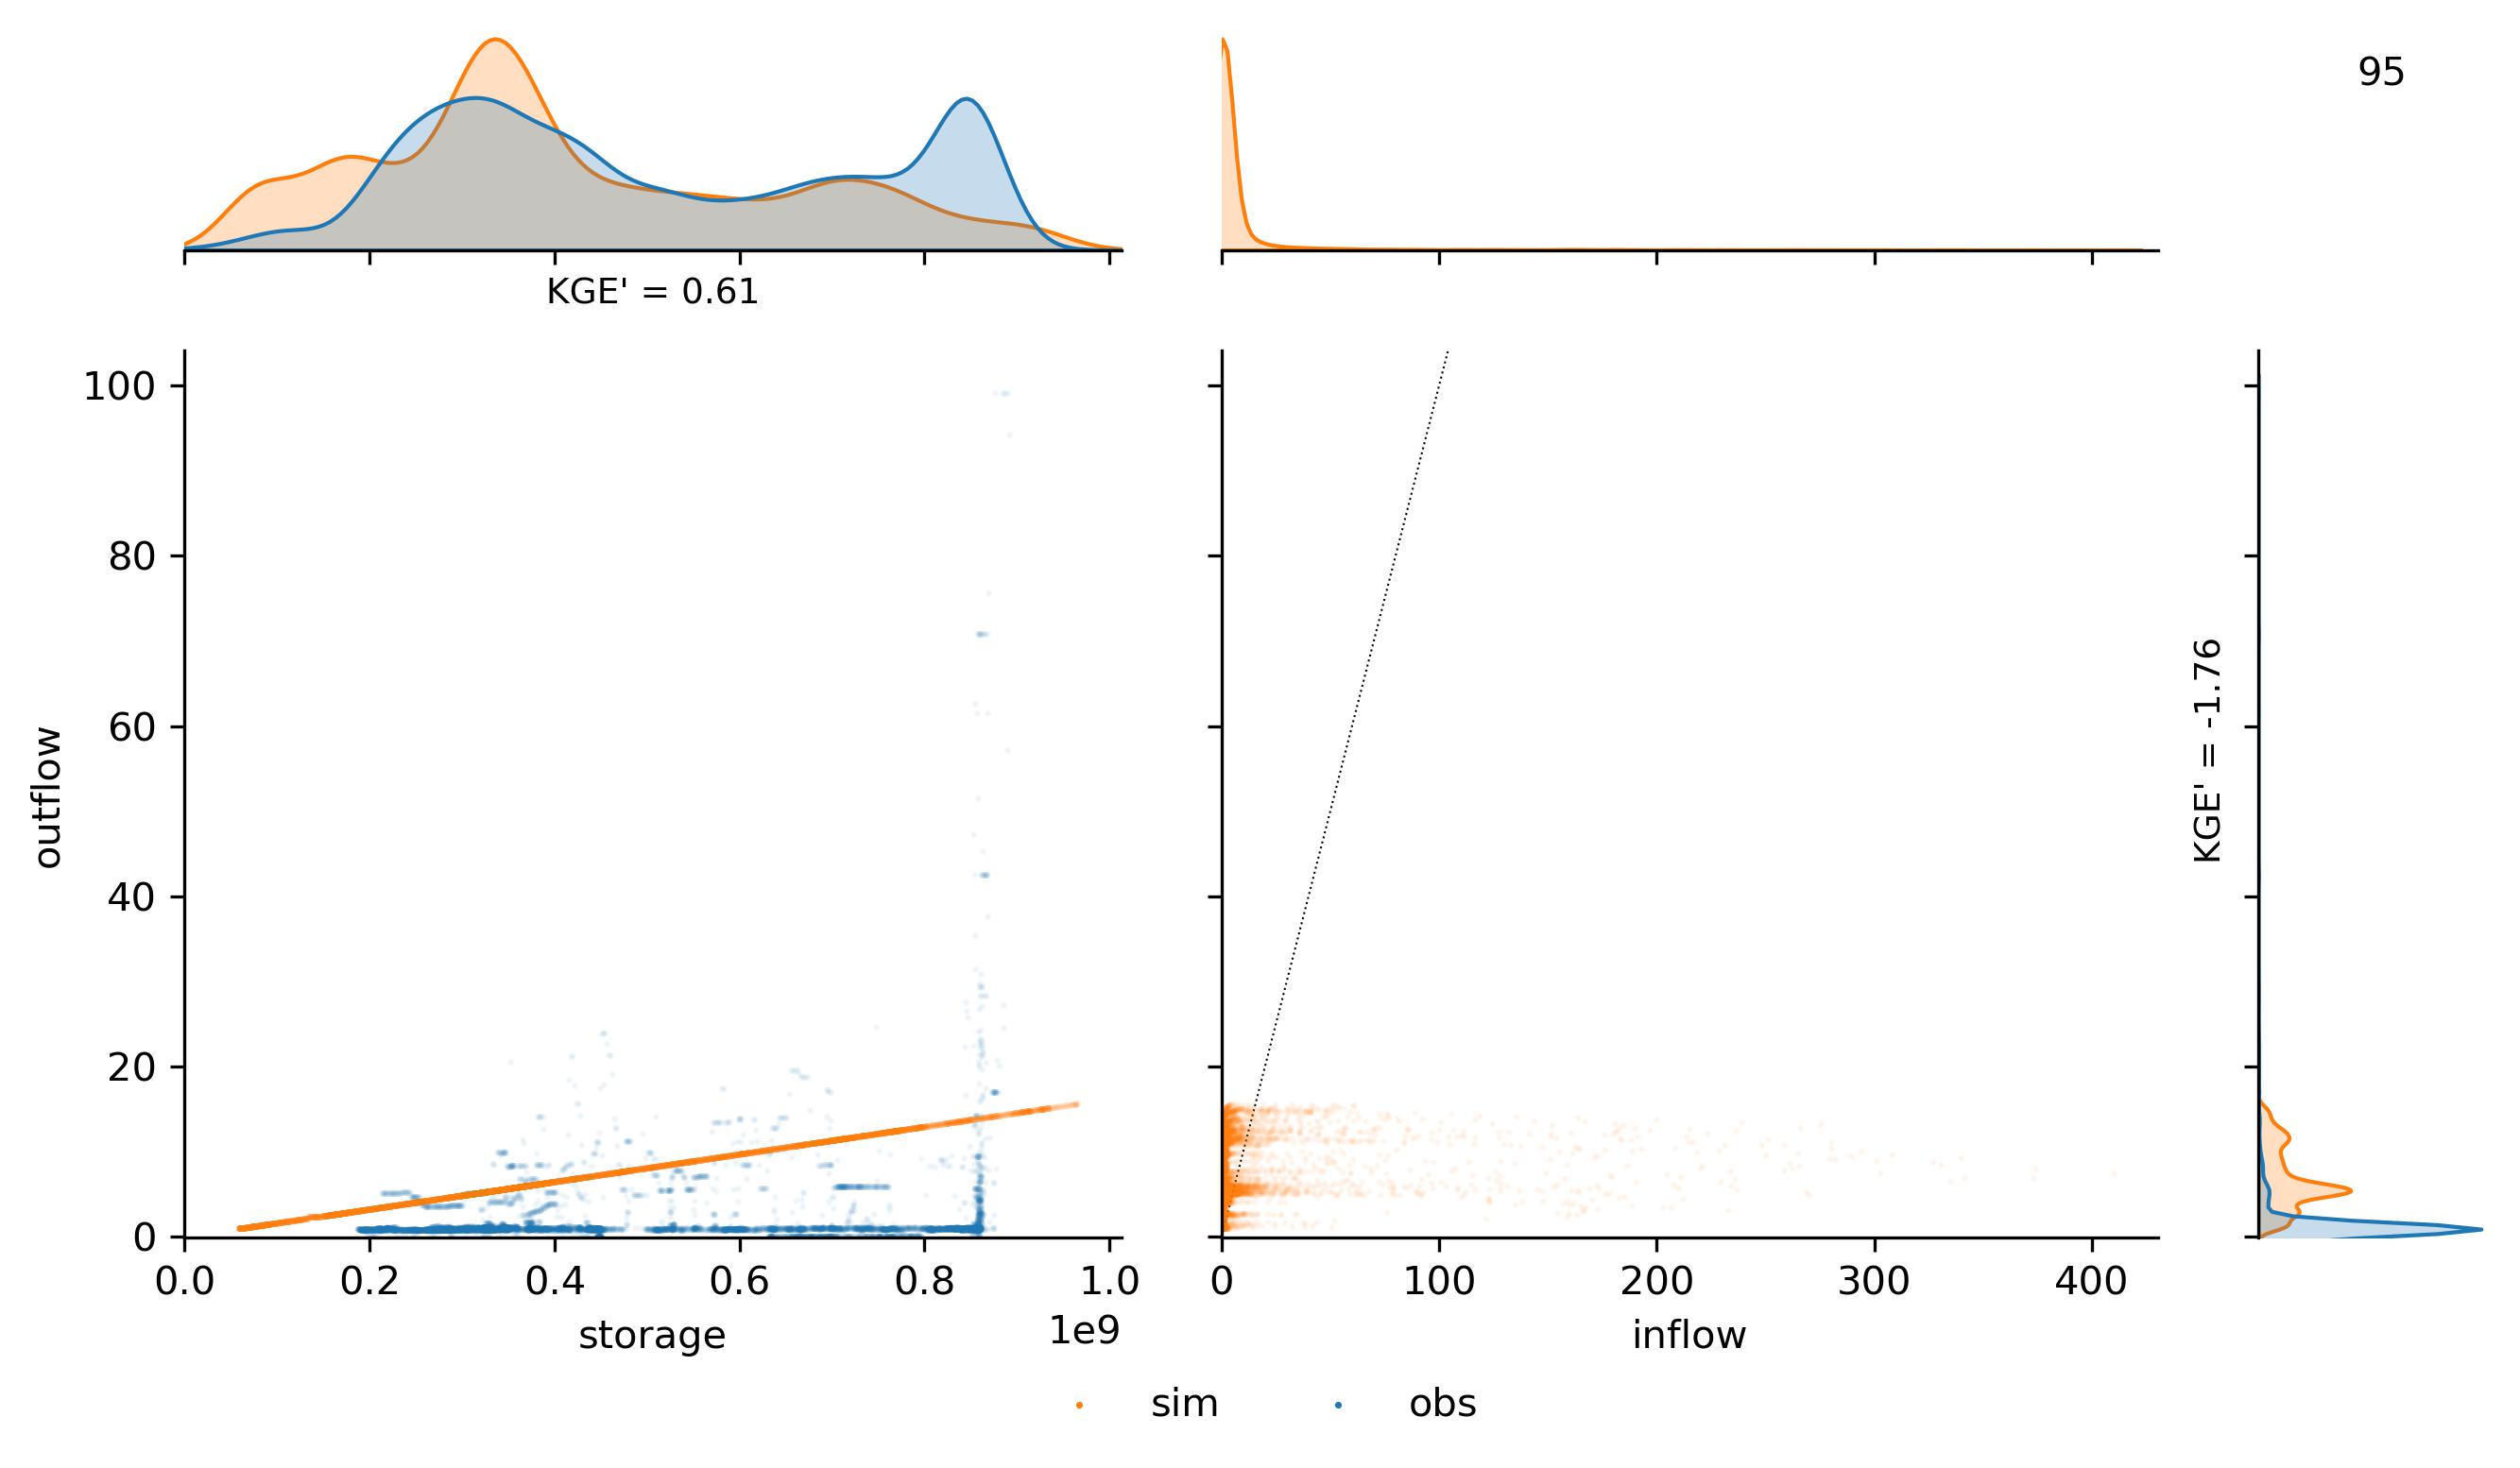 95
KGE' = 0.61
100
80
60
40
20
0
outflow
KGE' = -1.76
0.0 0.2 0.4 0.6 0.8 1.0
0 100 200 300 400
storage
1e9
inflow
sim obs